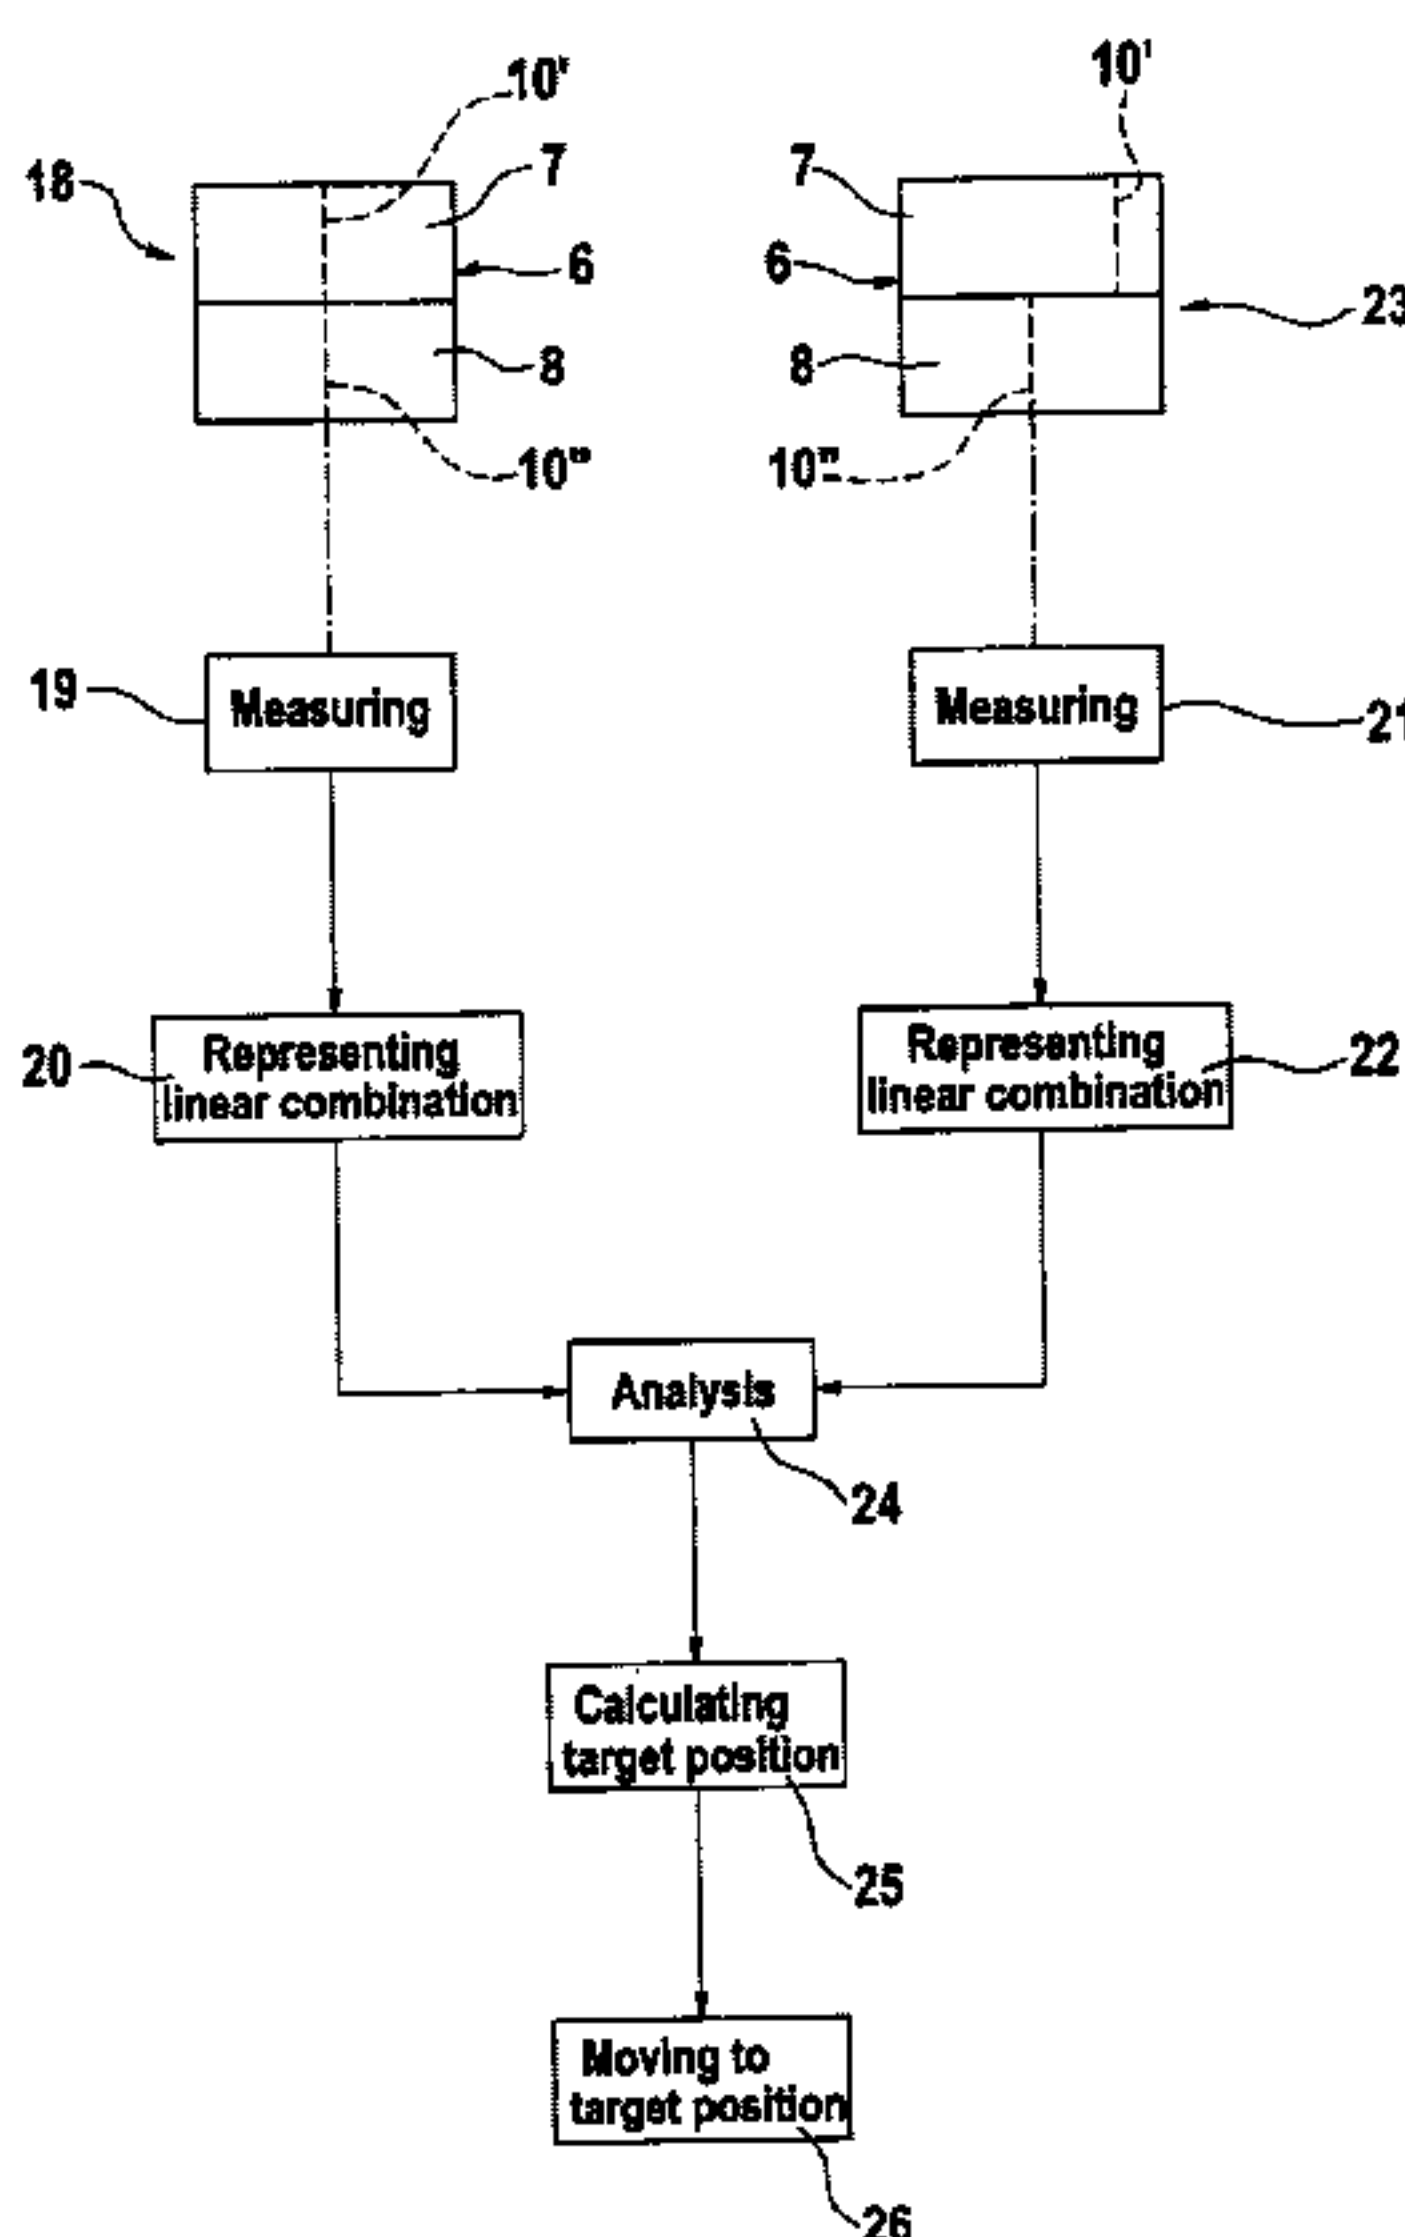 10'
10'
18
7
7
6
6
23
8
8
10"
10"
19
Measuring
Measuring
21
20
Representing
linear combination
Representing
linear combination
22
Analysis
24
Calculating
target position
25
Moving to
target position
26